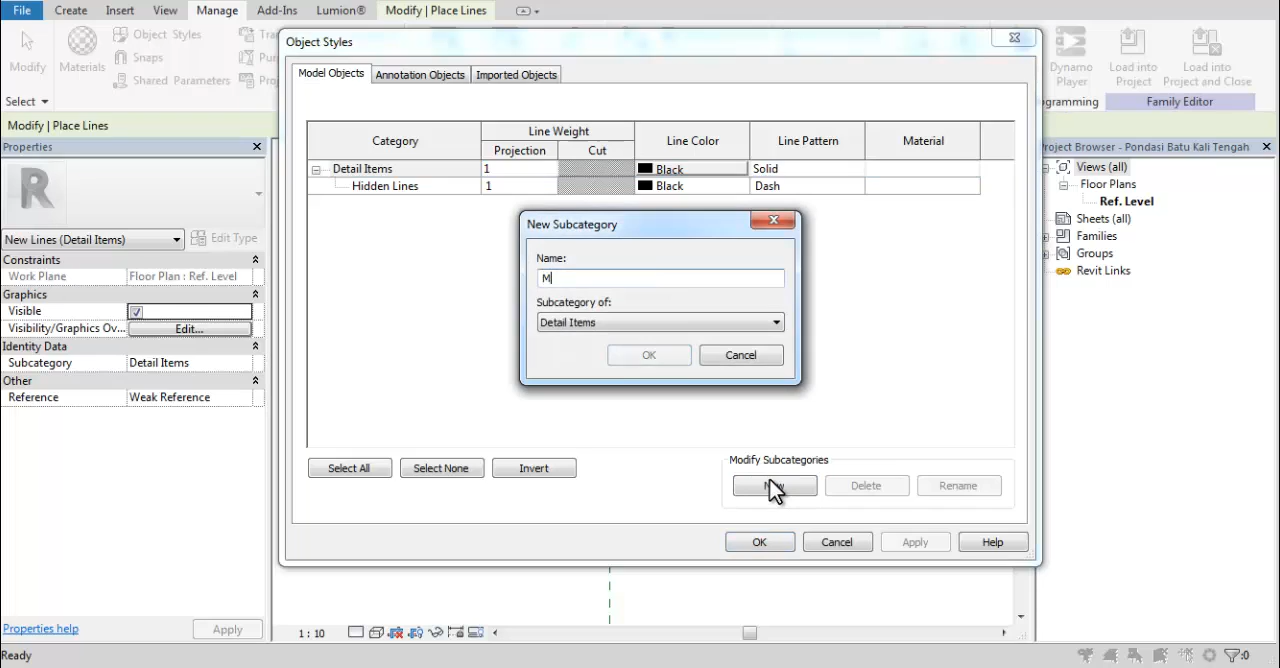 File Create Insert View Manage Add-Ins Lumion® Modify | Place Lines
Modify
Materials
Object Styles
Snaps
Shared Parameters
Dynamo Player
Load into Project
Load into Project and Close
Select
Family Editor
Modify | Place Lines
Properties
R
New Lines (Detail Items)
Edit Type
Constraints
Work Plane Floor Plan : Ref. Level
Graphics
Visible
Visibility/Graphics Ov... Edit...
Identity Data
Subcategory Detail Items
Other
Reference Weak Reference
Properties help
Apply
Object Styles
Model Objects Annotation Objects Imported Objects
Category Line Weight Line Color Line Pattern Material
Projection Cut
Detail Items 1 Black Solid
Hidden Lines 1 Black Dash
New Subcategory
Name:
M
Subcategory of:
Detail Items
OK Cancel
Select All Select None Invert
Modify Subcategories
Delete Rename
OK Cancel Apply Help
Project Browser - Pondasi Batu Kali Tengah
Views (all)
Floor Plans
Ref. Level
Sheets (all)
Families
Groups
Revit Links
1 : 10
Ready
:0